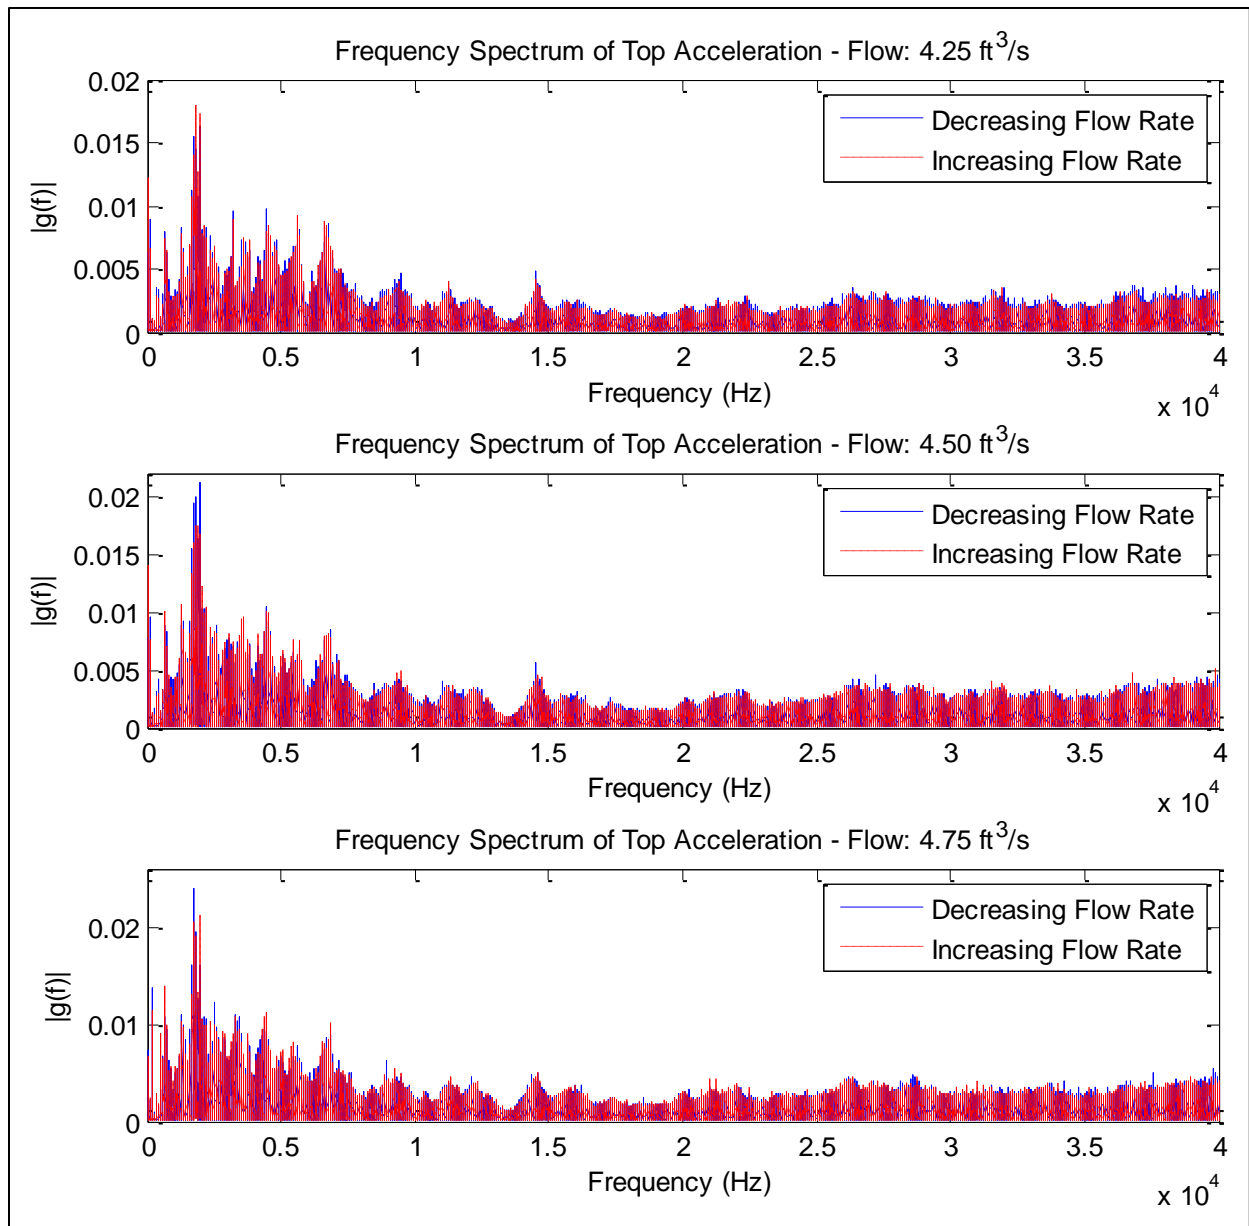 Frequency Spectrum of Top Acceleration - Flow: 4.25 ft³/s
0.02
0.015
0.01
0.005
0
|g(f)|
Decreasing Flow Rate
Increasing Flow Rate
0 0.5 1 1.5 2 2.5 3 3.5 4
Frequency (Hz)
x 10⁴
Frequency Spectrum of Top Acceleration - Flow: 4.50 ft³/s
0.02
0.015
0.01
0.005
0
|g(f)|
Decreasing Flow Rate
Increasing Flow Rate
0 0.5 1 1.5 2 2.5 3 3.5 4
Frequency (Hz)
x 10⁴
Frequency Spectrum of Top Acceleration - Flow: 4.75 ft³/s
0.02
0.01
0
|g(f)|
Decreasing Flow Rate
Increasing Flow Rate
0 0.5 1 1.5 2 2.5 3 3.5 4
Frequency (Hz)
x 10⁴